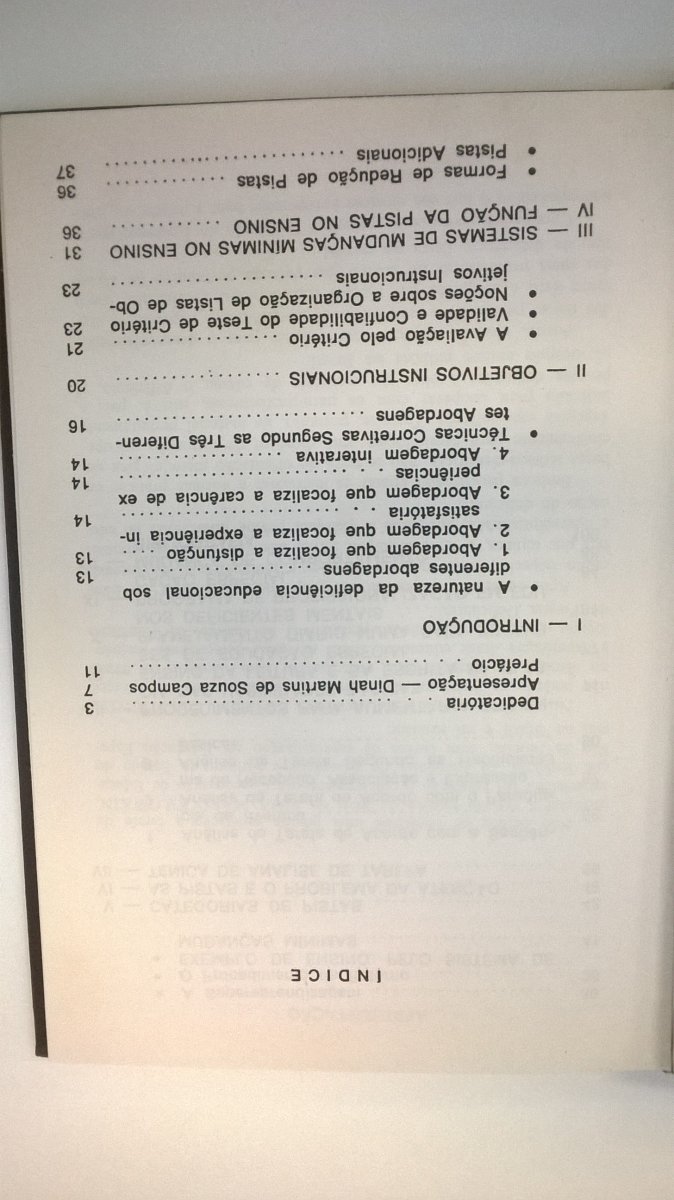 ÍNDICE
Dedicatória . . . . . . . . . . . . . . . . . . . . . . . . . . . . . 3
Apresentação — Dinah Martins de Souza Campos 7
Prefácio . . . . . . . . . . . . . . . . . . . . . . . . . . . . . . . . . 11
I — INTRODUÇÃO
• A natureza da deficiência educacional sob
diferentes abordagens . . . . . . . . . . . . . . . . . . . . 13
1. Abordagem que focaliza a disfunção . . . . 13
2. Abordagem que focaliza a experiência in-
satisfatória . . . . . . . . . . . . . . . . . . . . . . . . . . 14
3. Abordagem que focaliza a carência de ex
periências . . . . . . . . . . . . . . . . . . . . . . . . . . 14
4. Abordagem interativa . . . . . . . . . . . . . . . . . 14
• Técnicas Corretivas Segundo as Três Diferen-
tes Abordagens . . . . . . . . . . . . . . . . . . . . . . . . . . 16
II — OBJETIVOS INSTRUCIONAIS . . . . . . . . . . . . . . . . 20
• A Avaliação pelo Critério . . . . . . . . . . . . . . . . . . 21
• Validade e Confiabilidade do Teste de Critério 23
• Noções sobre a Organização de Listas de Ob-
jetivos Instrucionais . . . . . . . . . . . . . . . . . . . . . . . 23
III — SISTEMAS DE MUDANÇAS MÍNIMAS NO ENSINO 31
IV — FUNÇÃO DA PISTAS NO ENSINO . . . . . . . . . . . . 36
• Formas de Redução de Pistas . . . . . . . . . . . . . 36
• Pistas Adicionais . . . . . . . . . . . . . . . . . . . . . . . . . 37